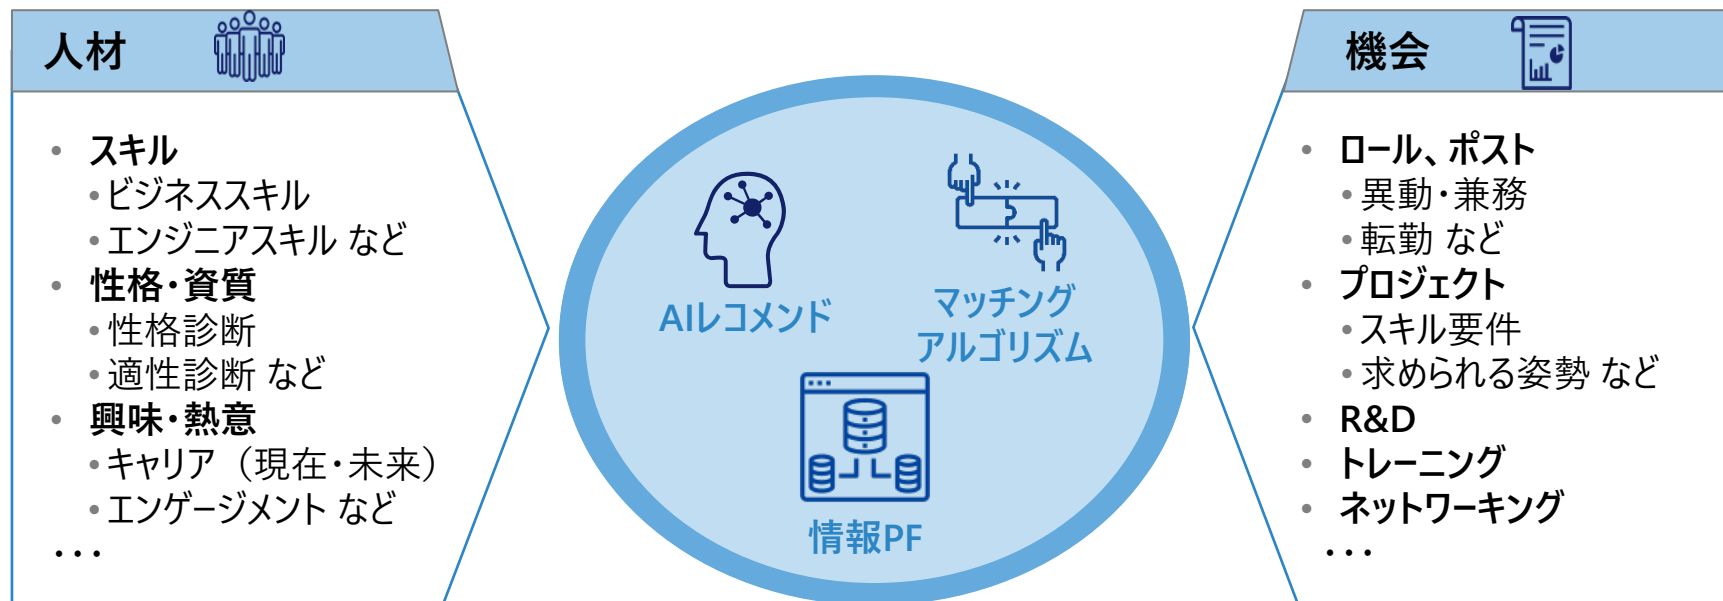 人材
• スキル
•ビジネススキル
•エンジニアスキル など
• 性格・資質
•性格診断
•適性診断 など
• 興味・熱意
•キャリア（現在・未来）
•エンゲージメント など
・・・
AIレコメンド
マッチング
アルゴリズム
情報PF
機会
• ロール、ポスト
•異動・兼務
•転勤 など
• プロジェクト
•スキル要件
•求められる姿勢 など
• R&D
• トレーニング
• ネットワーキング
・・・